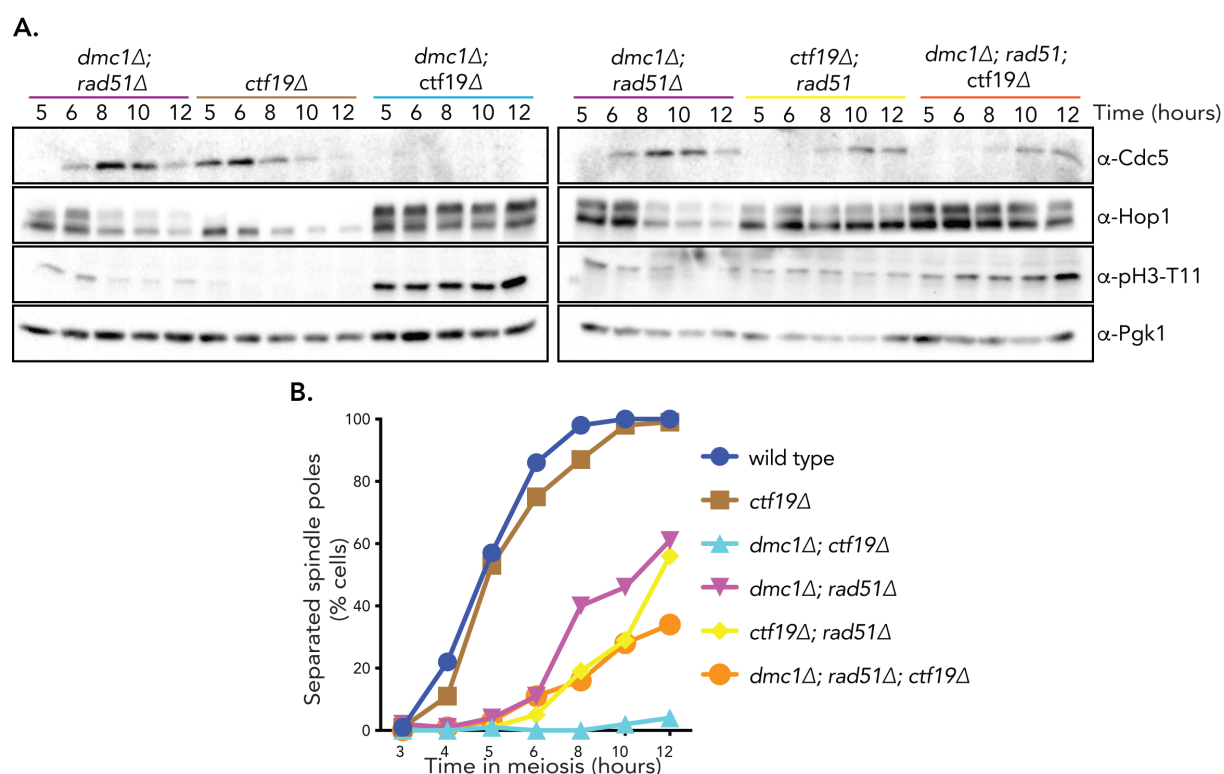 A.
dmc1Δ; rad51Δ
ctf19Δ
dmc1Δ; ctf19Δ
dmc1Δ; rad51Δ
ctf19Δ; rad51
dmc1Δ; rad51; ctf19Δ
5 6 8 10 12 5 6 8 10 12 5 6 8 10 12 5 6 8 10 12 5 6 8 10 12 5 6 8 10 12 Time (hours)
α-Cdc5
α-Hop1
α-pH3-T11
α-Pgk1
B.
Separated spindle poles
(% cells)
100
80
60
40
20
0
3 4 5 6 8 10 12
Time in meiosis (hours)
wild type
ctf19Δ
dmc1Δ; ctf19Δ
dmc1Δ; rad51Δ
ctf19Δ; rad51Δ
dmc1Δ; rad51Δ; ctf19Δ